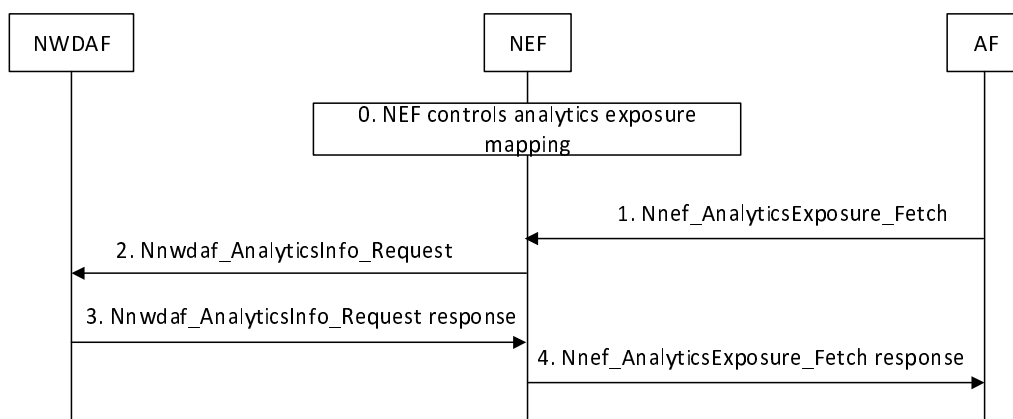 NWDAF
NEF
AF
0. NEF controls analytics exposure
mapping
1. Nnef_AnalyticsExposure_Fetch
2. Nnwdaf_AnalyticsInfo_Request
3. Nnwdaf_AnalyticsInfo_Request response
4. Nnef_AnalyticsExposure_Fetch response